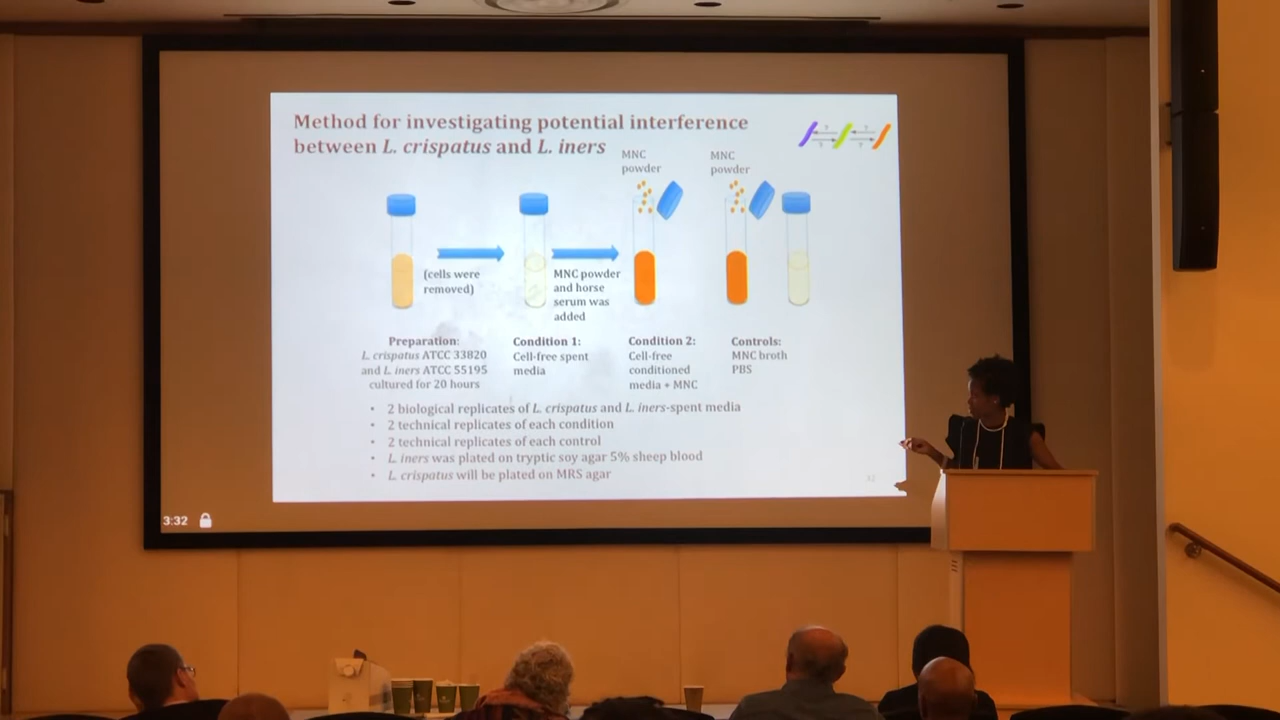 Method for investigating potential interference
between L. crispatus and L. iners
MNC
powder
MNC
powder
?
?
?
?
(cells were
removed)
MNC powder
and horse
serum was
added
Preparation:
L. crispatus ATCC 33820
and L. iners ATCC 55195
cultured for 20 hours
Condition 1:
Cell-free spent
media
Condition 2:
Cell-free
conditioned
media + MNC
Controls:
MNC broth
PBS
• 2 biological replicates of L. crispatus and L. iners-spent media
• 2 technical replicates of each condition
• 2 technical replicates of each control
• L. iners was plated on tryptic soy agar 5% sheep blood
• L. crispatus will be plated on MRS agar
3:32